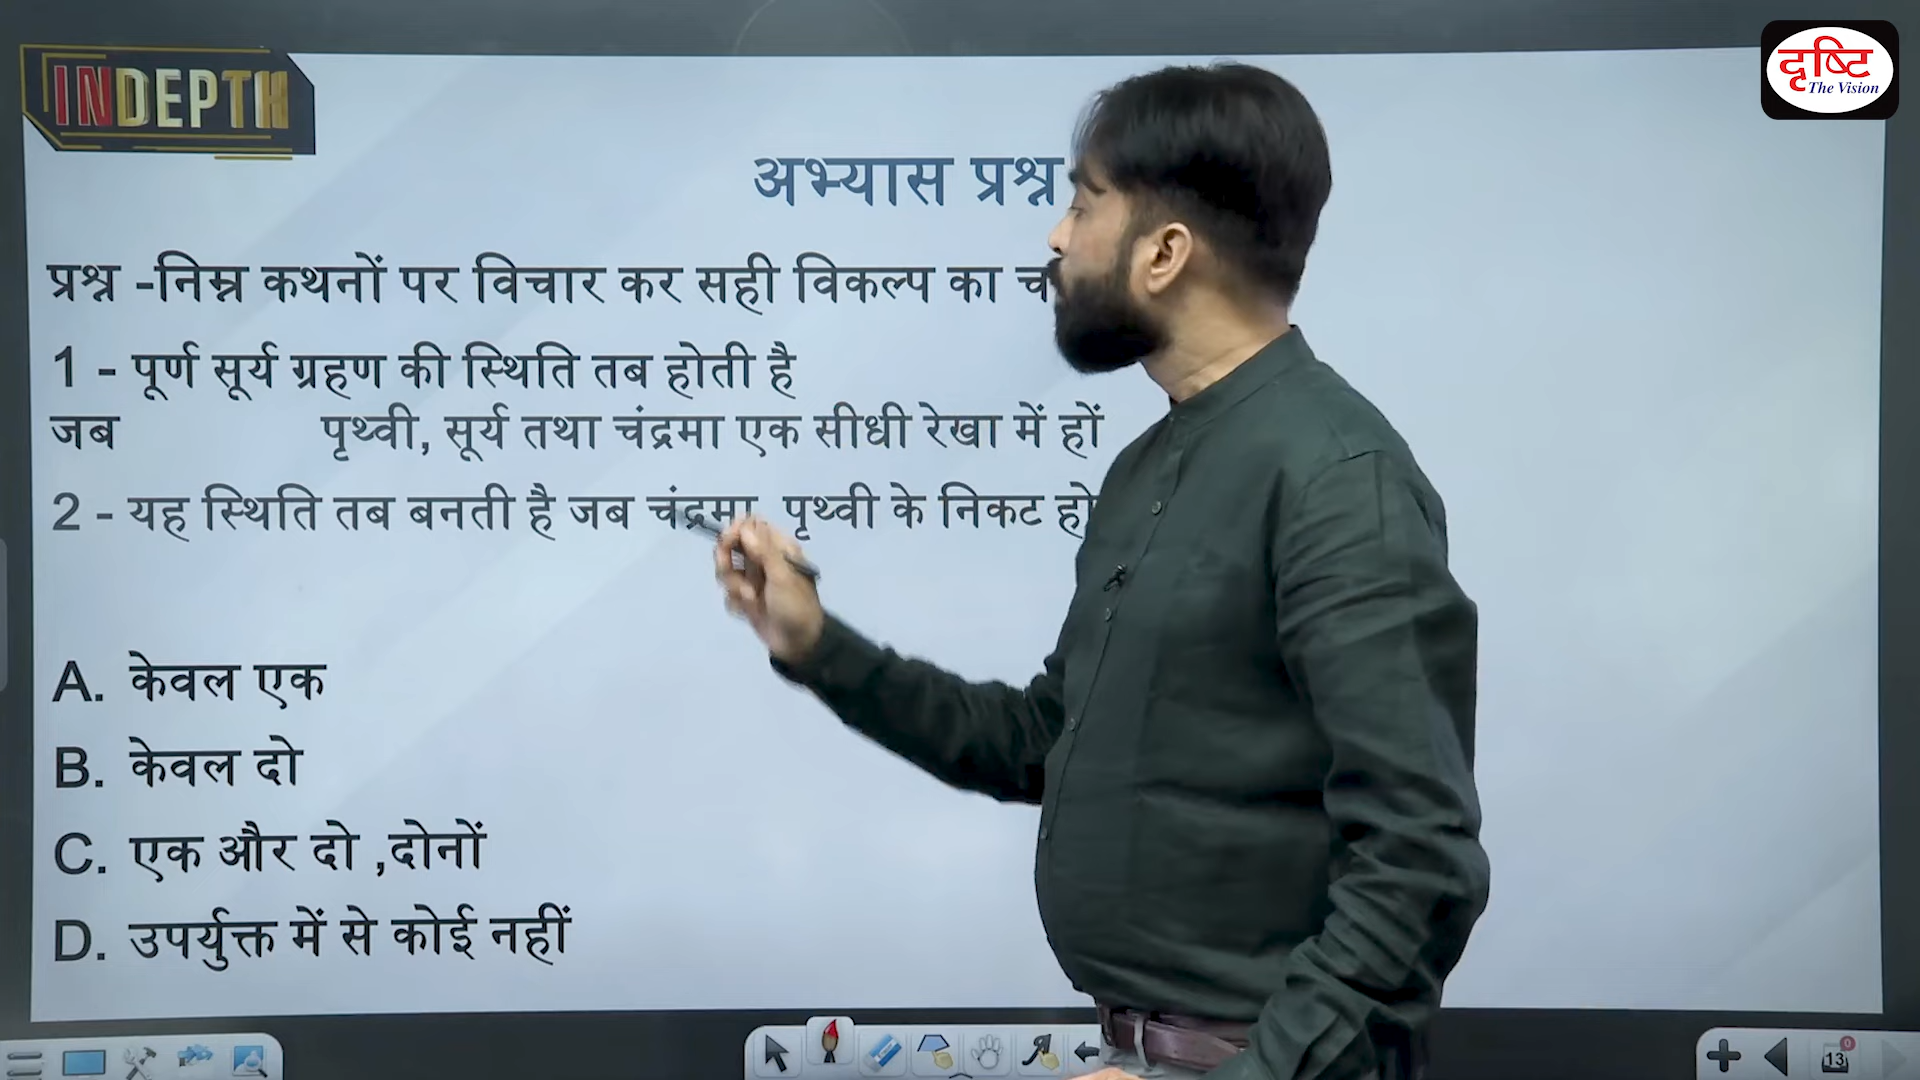 INDEPTH
दृष्टि
The Vision
अभ्यास प्रश्न
प्रश्न -निम्न कथनों पर विचार कर सही विकल्प का
1 - पूर्ण सूर्य ग्रहण की स्थिति तब होती है
जब पृथ्वी, सूर्य तथा चंद्रमा एक सीधी रेखा में हों
2 - यह स्थिति तब बनती है जब चंद्रमा पृथ्वी के निकट
A. केवल एक
B. केवल दो
C. एक और दो ,दोनों
D. उपर्युक्त में से कोई नहीं
13